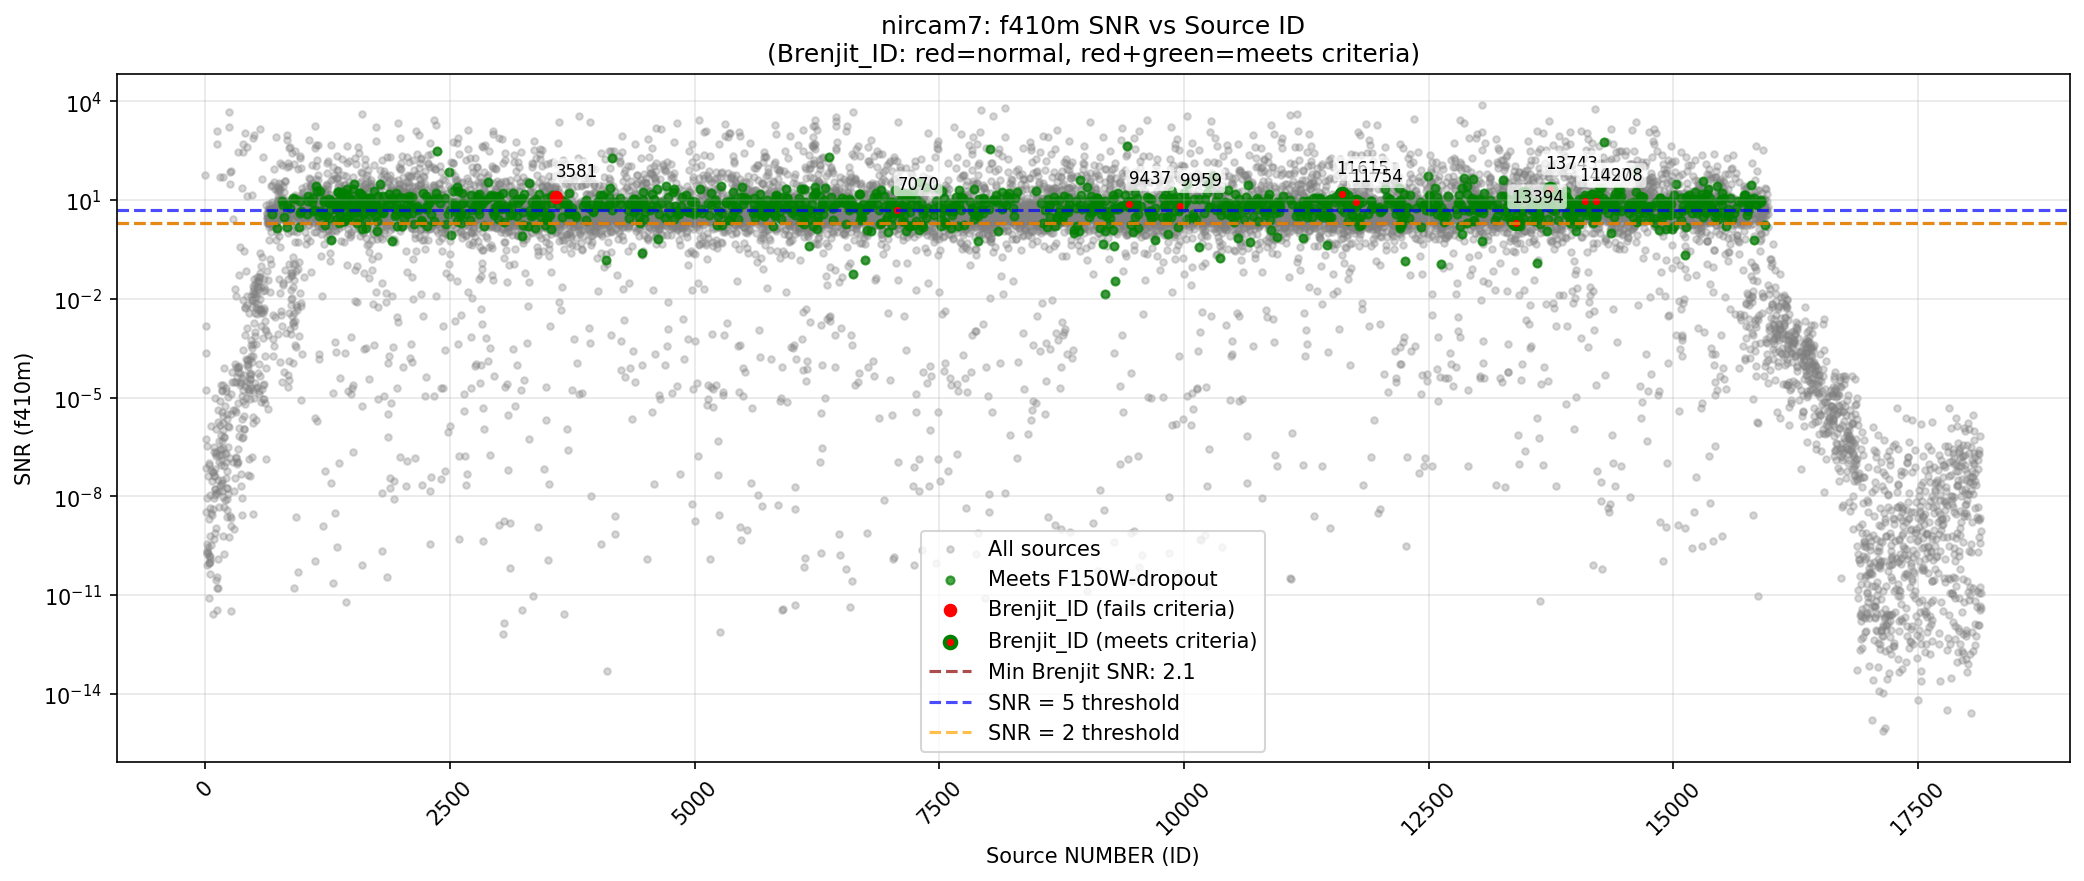 nircam7: f410m SNR vs Source ID
(Brenjit_ID: red=normal, red+green=meets criteria)
SNR (f410m)
10^4
10^1
10^-2
10^-5
10^-8
10^-11
10^-14
3581
7070
9437
9959
11615
11754
13394
13743
14208
All sources
Meets F150W-dropout
Brenjit_ID (fails criteria)
Brenjit_ID (meets criteria)
Min Brenjit SNR: 2.1
SNR = 5 threshold
SNR = 2 threshold
0
2500
5000
7500
10000
12500
15000
17500
Source NUMBER (ID)